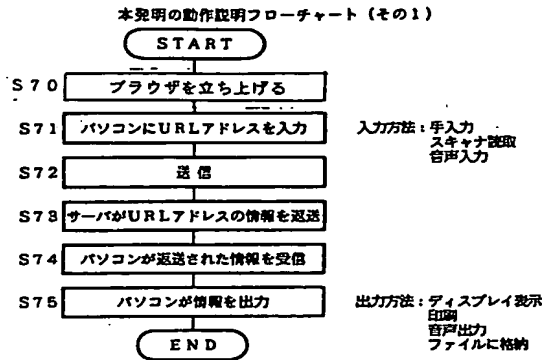 本発明の動作説明フローチャート（その１）
ＳＴＡＲＴ
Ｓ７０ ブラウザを立ち上げる
Ｓ７１ パソコンにＵＲＬアドレスを入力 入力方法：手入力
スキャナ読取
音声入力
Ｓ７２ 送信
Ｓ７３ サーバがＵＲＬアドレスの情報を返送
Ｓ７４ パソコンが返送された情報を受信
Ｓ７５ パソコンが情報を出力 出力方法：ディスプレイ表示
印刷
音声出力
ファイルに格納
ＥＮＤ